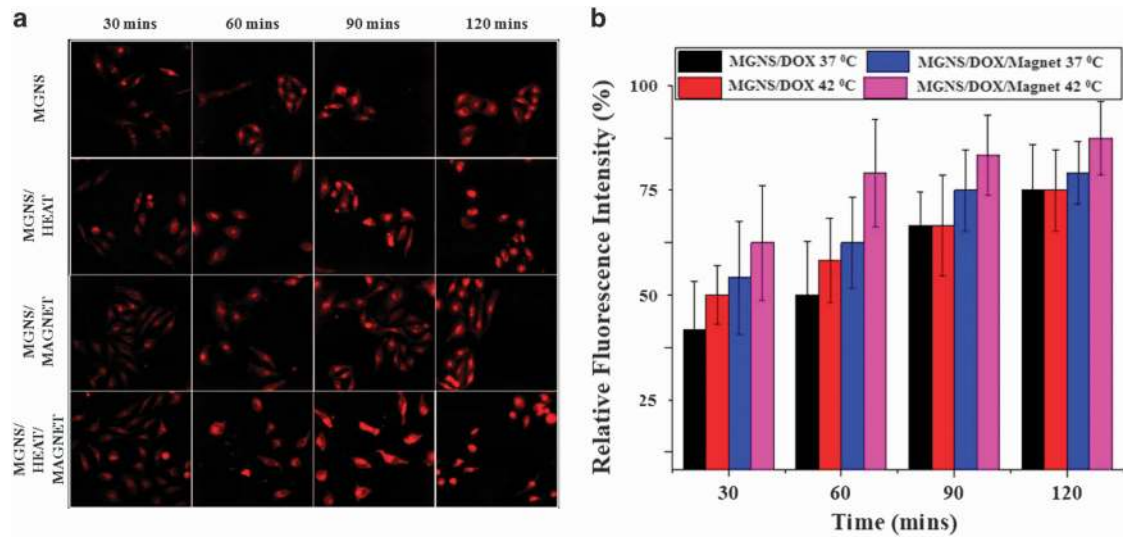 a
30 mins 60 mins 90 mins 120 mins
MGNS
MGNS/
HEAT
MGNS/
MAGNET
MGNS/
HEAT/
MAGNET
b
MGNS/DOX 37 ⁰C MGNS/DOX/Magnet 37 ⁰C
MGNS/DOX 42 ⁰C MGNS/DOX/Magnet 42 ⁰C
Relative Fluorescence Intensity (%)
100
75
50
25
30 60 90 120
Time (mins)